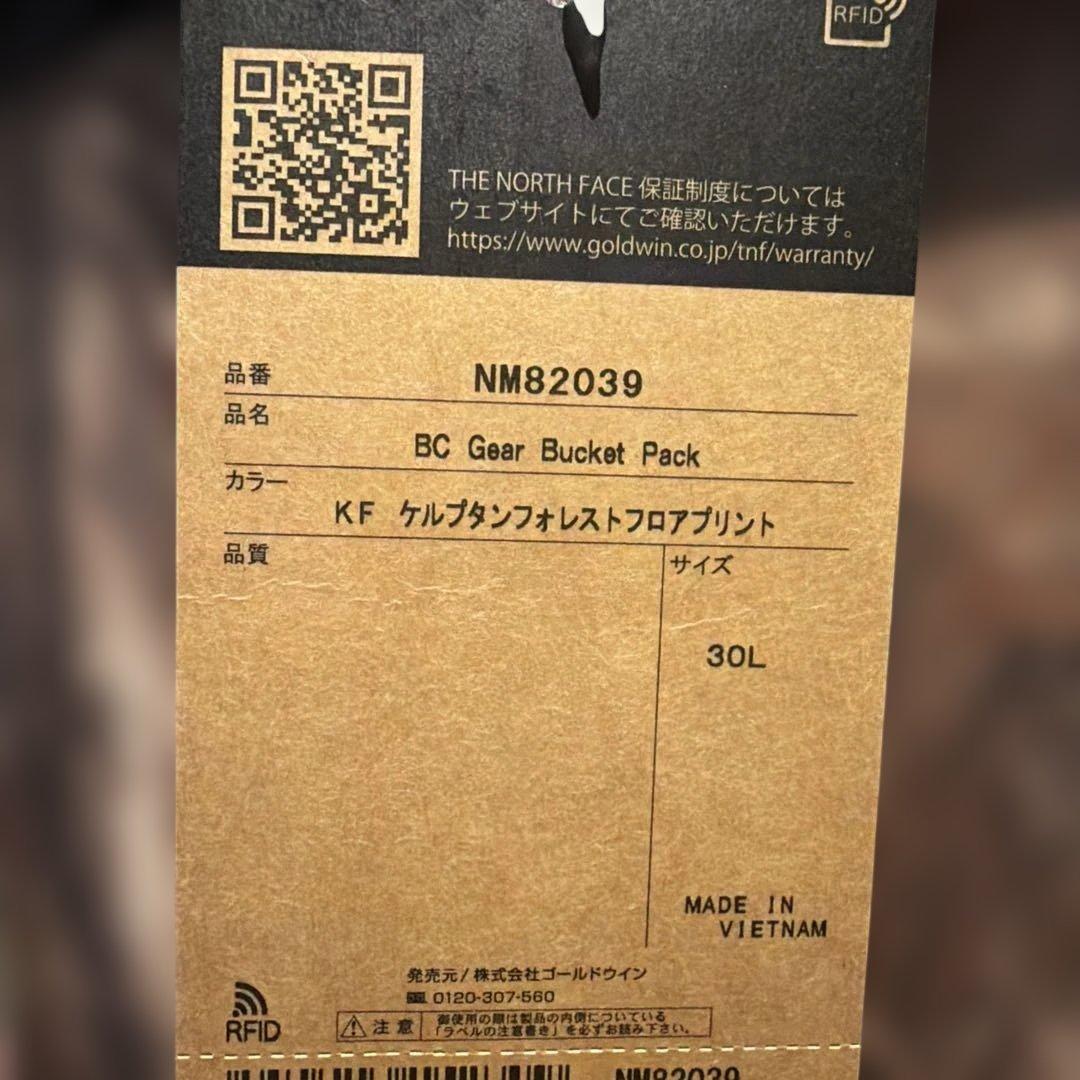 RFID
THE NORTH FACE 保証制度については
ウェブサイトにてご確認いただけます。
https://www.goldwin.co.jp/tnf/warranty/
品番 NM82039
品名
BC Gear Bucket Pack
カラー
KF ケルプタンフォレストフロアプリント
品質
サイズ
30L
MADE IN
VIETNAM
発売元/株式会社ゴールドウイン
0120-307-560
RFID
注意
御使用の際は製品の内側についている
「ラベルの注意書き」を必ずお読み下さい。
NM82039